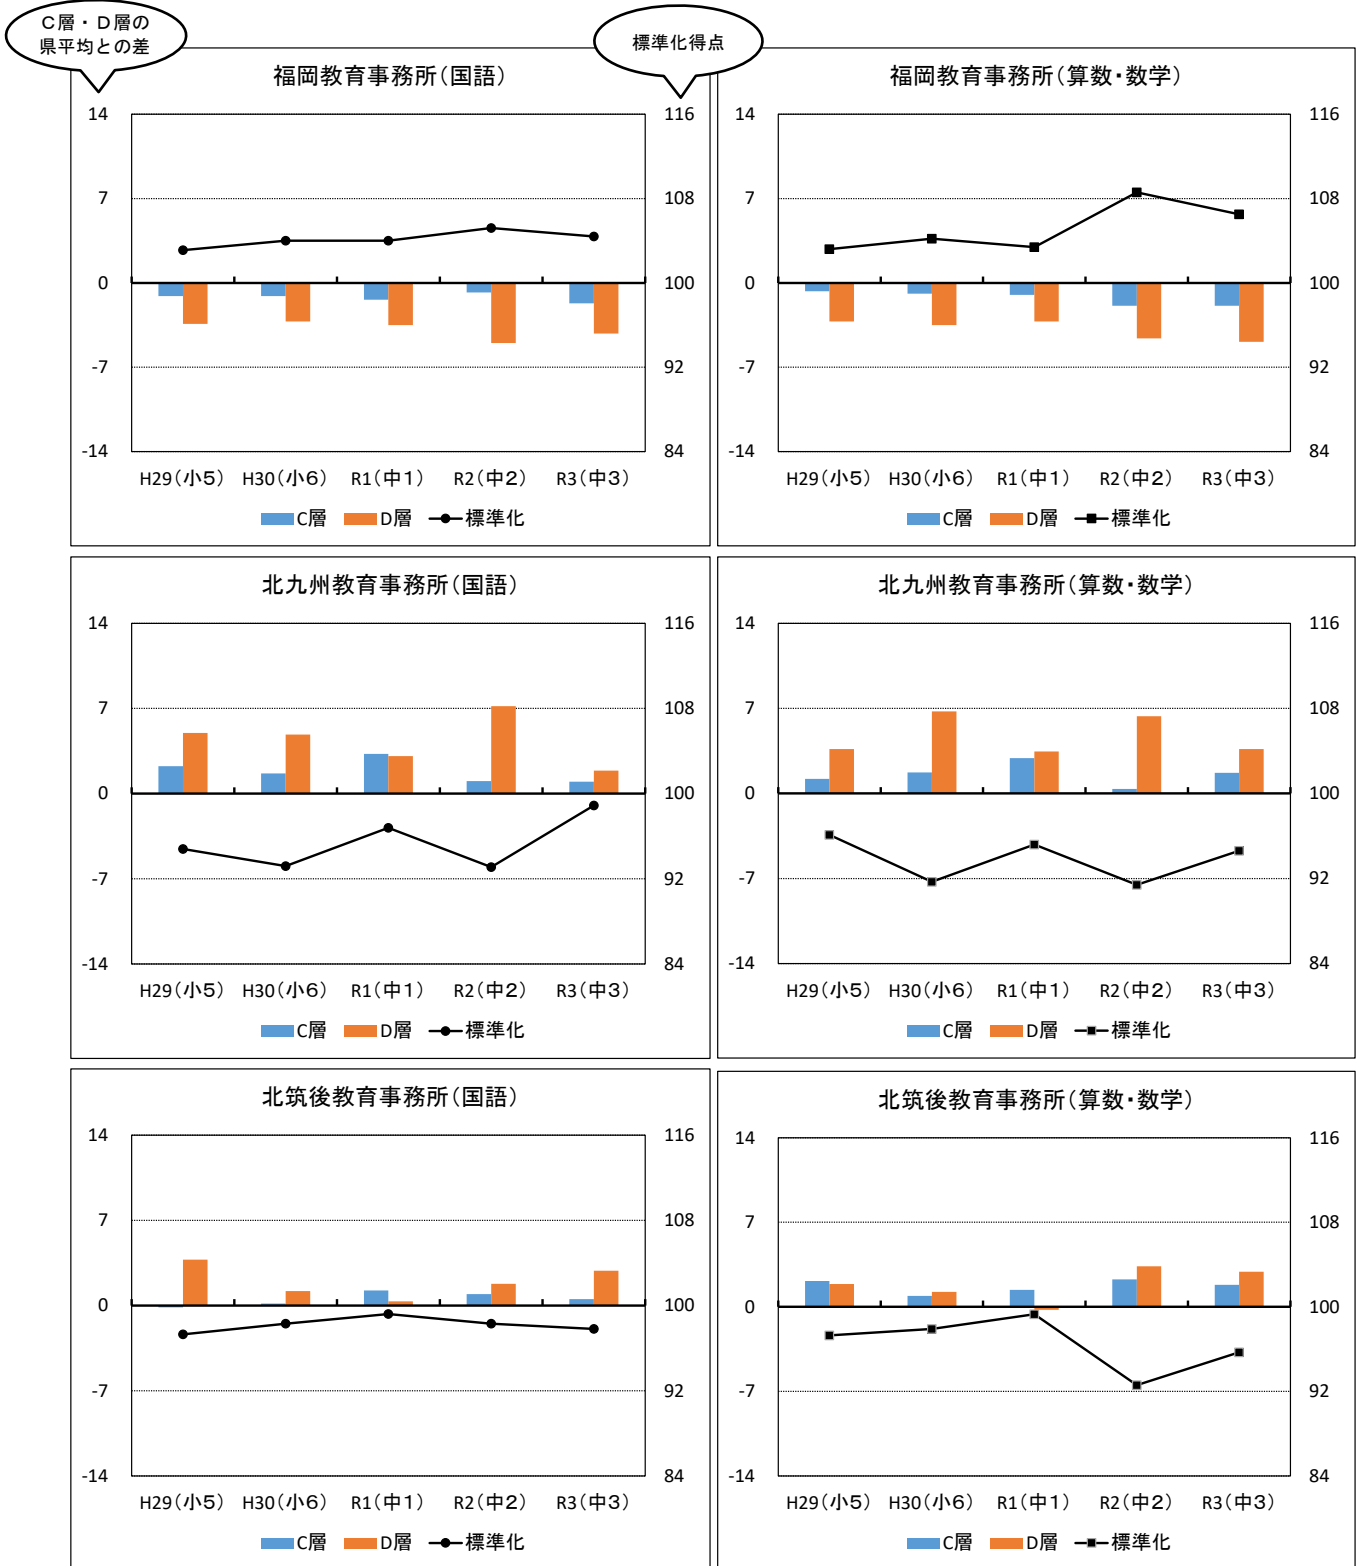 C層・D層の
県平均との差
標準化得点
福岡教育事務所(国語)
14
7
0
-7
-14
116
108
100
92
84
H29(小5) H30(小6) R1(中1) R2(中2) R3(中3)
C層 D層 標準化
福岡教育事務所(算数・数学)
14
7
0
-7
-14
116
108
100
92
84
H29(小5) H30(小6) R1(中1) R2(中2) R3(中3)
C層 D層 標準化
北九州教育事務所(国語)
14
7
0
-7
-14
116
108
100
92
84
H29(小5) H30(小6) R1(中1) R2(中2) R3(中3)
C層 D層 標準化
北九州教育事務所(算数・数学)
14
7
0
-7
-14
116
108
100
92
84
H29(小5) H30(小6) R1(中1) R2(中2) R3(中3)
C層 D層 標準化
北筑後教育事務所(国語)
14
7
0
-7
-14
116
108
100
92
84
H29(小5) H30(小6) R1(中1) R2(中2) R3(中3)
C層 D層 標準化
北筑後教育事務所(算数・数学)
14
7
0
-7
-14
116
108
100
92
84
H29(小5) H30(小6) R1(中1) R2(中2) R3(中3)
C層 D層 標準化